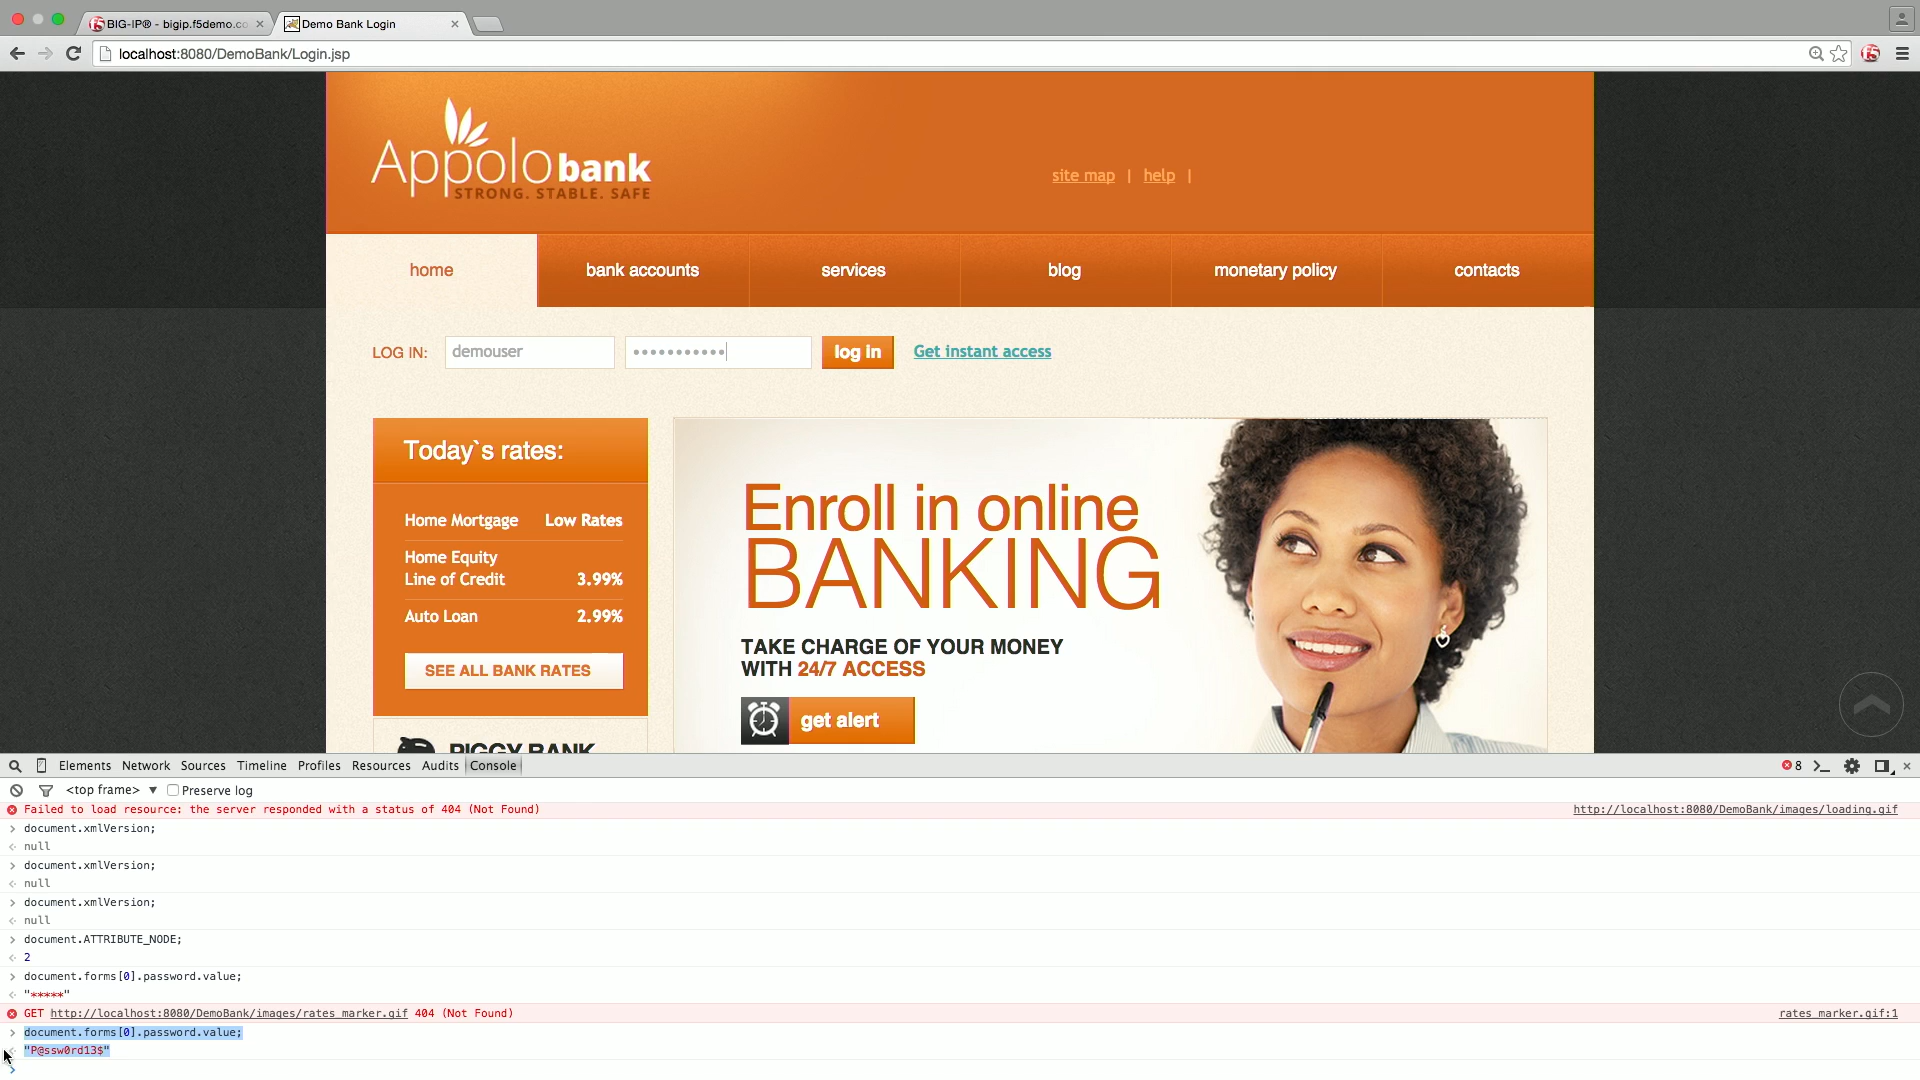 BIG-IP® - bigip.f5demo.co
Demo Bank Login
localhost:8080/DemoBank/Login.jsp
Appolobank
STRONG. STABLE. SAFE
site map | help |
home
bank accounts
services
blog
monetary policy
contacts
LOG IN:
demouser
•••••••••••
log in
Get instant access
Today`s rates:
Home Mortgage Low Rates
Home Equity
Line of Credit 3.99%
Auto Loan 2.99%
SEE ALL BANK RATES
PIGGY BANK
Enroll in online
BANKING
TAKE CHARGE OF YOUR MONEY
WITH 24/7 ACCESS
get alert
Elements Network Sources Timeline Profiles Resources Audits Console
8
<top frame> Preserve log
Failed to load resource: the server responded with a status of 404 (Not Found) http://localhost:8080/DemoBank/images/loading.gif
document.xmlVersion;
null
document.xmlVersion;
null
document.xmlVersion;
null
document.ATTRIBUTE_NODE;
2
document.forms[0].password.value;
"*****"
GET http://localhost:8080/DemoBank/images/rates_marker.gif 404 (Not Found) rates_marker.gif:1
document.forms[0].password.value;
"P@ssw0rd13$"